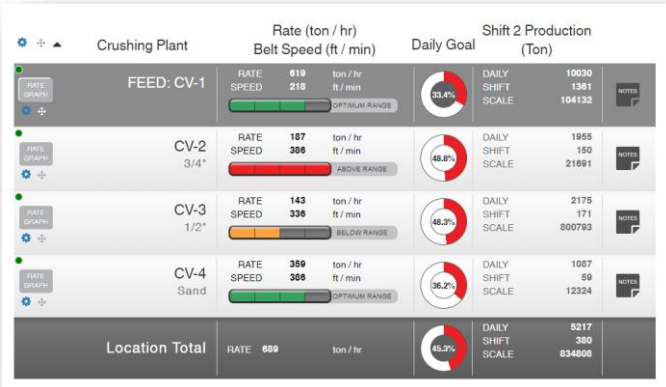 Crushing Plant
Rate (ton / hr)
Belt Speed (ft / min)
Daily Goal
Shift 2 Production
(Ton)
RATE GRAPH
FEED: CV-1
RATE 619 ton / hr
SPEED 218 ft / min
OPTIMUM RANGE
33.4%
DAILY 10030
SHIFT 1361
SCALE 104132
NOTES
RATE GRAPH
CV-2
3/4"
RATE 187 ton / hr
SPEED 386 ft / min
ABOVE RANGE
48.8%
DAILY 1955
SHIFT 150
SCALE 21691
NOTES
RATE GRAPH
CV-3
1/2"
RATE 143 ton / hr
SPEED 336 ft / min
BELOW RANGE
48.3%
DAILY 2175
SHIFT 171
SCALE 800793
NOTES
RATE GRAPH
CV-4
Sand
RATE 359 ton / hr
SPEED 386 ft / min
OPTIMUM RANGE
36.2%
DAILY 1087
SHIFT 59
SCALE 12324
NOTES
Location Total
RATE 689 ton / hr
45.3%
DAILY 5217
SHIFT 380
SCALE 834808